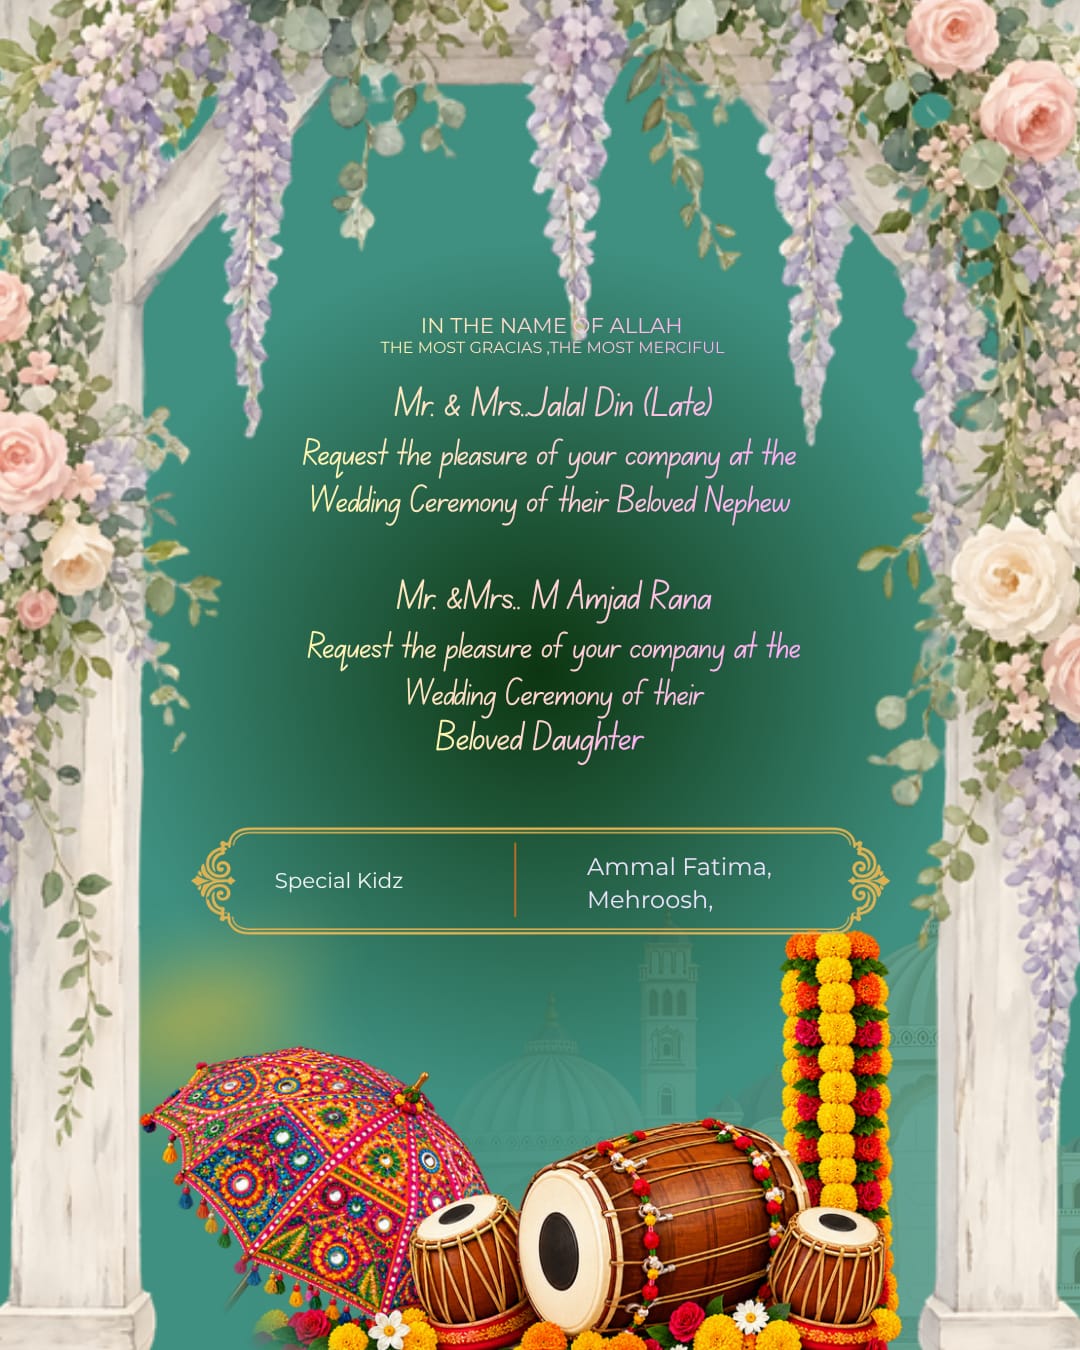 IN THE NAME OF ALLAH
THE MOST GRACIAS ,THE MOST MERCIFUL
Mr. & Mrs..Jalal Din (Late)
Request the pleasure of your company at the
Wedding Ceremony of their Beloved Nephew
Mr. &Mrs.. M Amjad Rana
Request the pleasure of your company at the
Wedding Ceremony of their
Beloved Daughter
Special Kidz
Ammal Fatima,
Mehroosh,